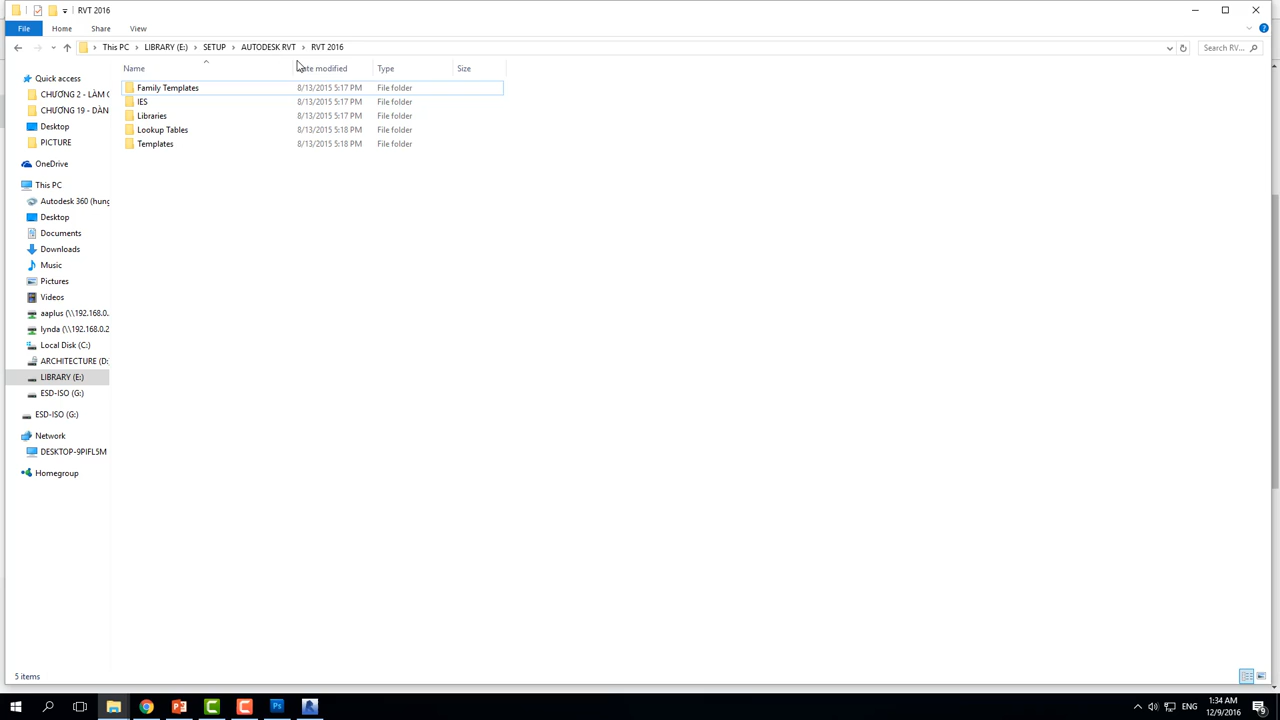 RVT 2016
File Home Share View
This PC LIBRARY (E:) SETUP AUTODESK RVT RVT 2016 Search RV...
Name Date modified Type Size
Family Templates 8/13/2015 5:17 PM File folder
IES 8/13/2015 5:17 PM File folder
Libraries 8/13/2015 5:17 PM File folder
Lookup Tables 8/13/2015 5:18 PM File folder
Templates 8/13/2015 5:18 PM File folder
Quick access
CHƯƠNG 2 - LÀM
CHƯƠNG 19 - DÀN
Desktop
PICTURE
OneDrive
This PC
Autodesk 360 (hung
Desktop
Documents
Downloads
Music
Pictures
Videos
aaplus (\\192.168.0.
lynda (\\192.168.0.2
Local Disk (C:)
ARCHITECTURE (D:
LIBRARY (E:)
ESD-ISO (G:)
ESD-ISO (G:)
Network
DESKTOP-9PIFL5M
Homegroup
5 items
ENG 1:34 AM
12/9/2016